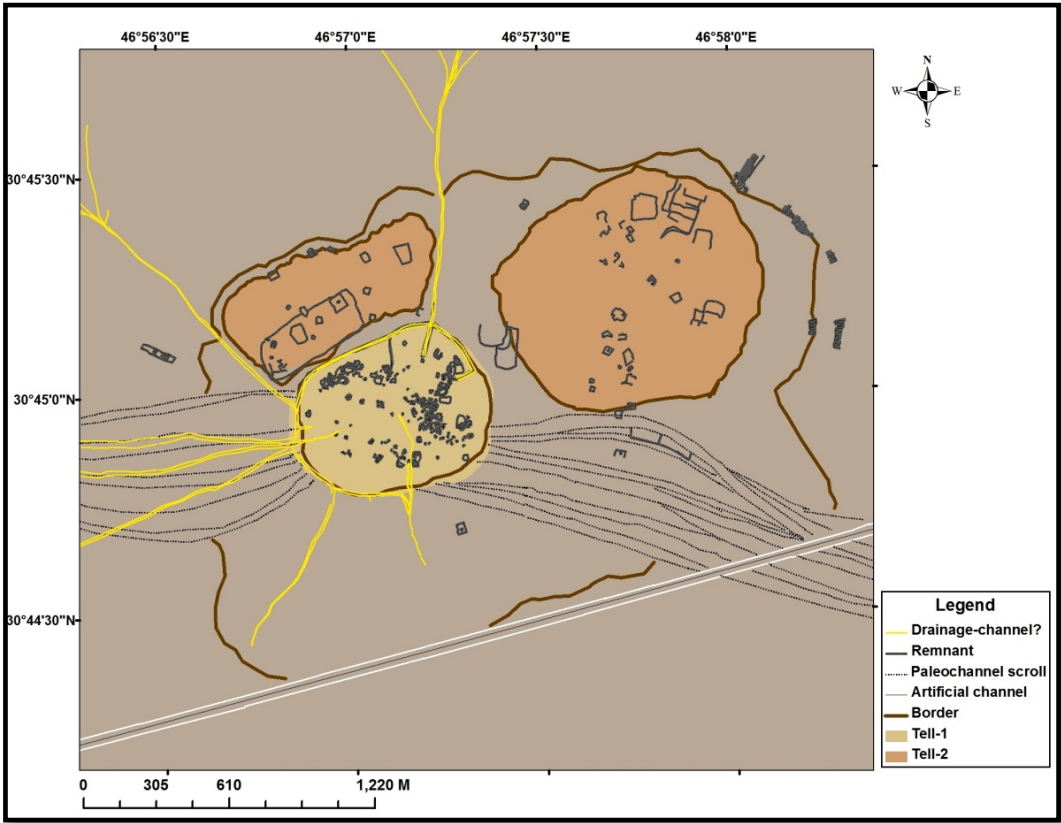 46°56'30"E 46°57'0"E 46°57'30"E 46°58'0"E
N
W E
S
30°45'30"N
30°45'0"N
30°44'30"N
Legend
Drainage-channel?
Remnant
Paleochannel scroll
Artificial channel
Border
Tell-1
Tell-2
0 305 610 1,220 M